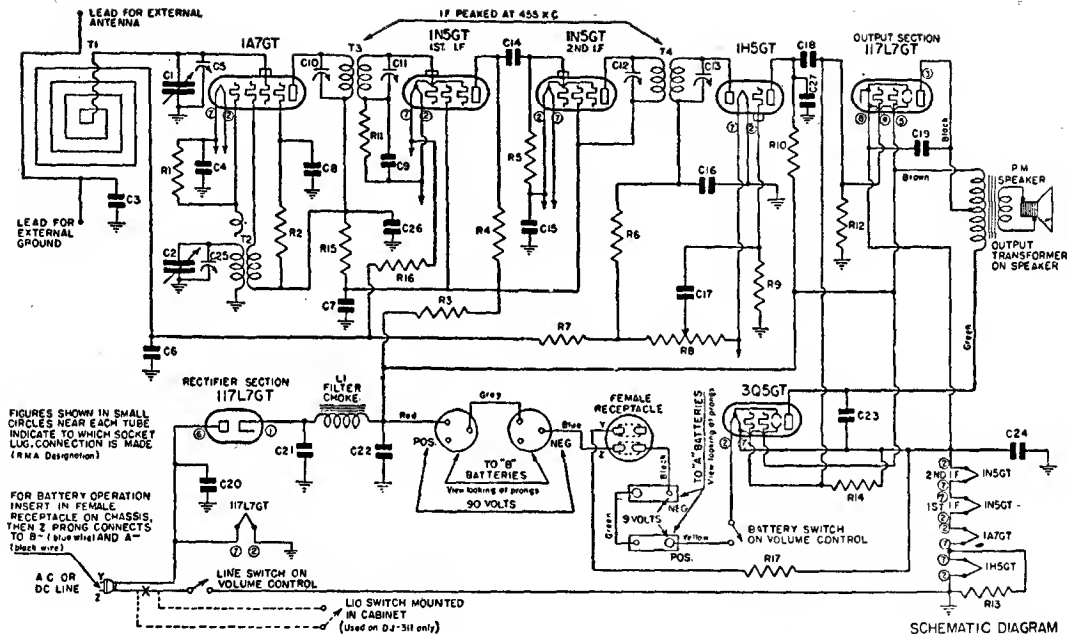 LEAD FOR EXTERNAL
ANTENNA
T1
IF PEAKED AT 455 KC
1A7GT
T3
1N5GT
1ST IF
C14
1N5GT
2ND IF
T4
1H5GT
C18
OUTPUT SECTION
117L7GT
C1
C5
C10
C11
C12
C13
C27
C19
Black
R1
C4
C8
R11
C9
R5
R10
C16
Brown
P.M.
SPEAKER
LEAD FOR
EXTERNAL
GROUND
C3
T2
C2
C25
R2
R15
C26
R16
R4
C15
R6
C17
R9
R12
OUTPUT
TRANSFORMER
ON SPEAKER
C7
R3
R7
R8
Green
C6
RECTIFIER SECTION
117L7GT
L1
FILTER
CHOKE
Red
Grey
Blue
FEMALE
RECEPTACLE
3Q5GT
FIGURES SHOWN IN SMALL
CIRCLES NEAR EACH TUBE
INDICATE TO WHICH SOCKET
LUG, CONNECTION IS MADE
(RMA Designation)
6
1
C21
C22
POS.
NEG
TO "B"
BATTERIES
View looking at prongs
90 VOLTS
Y
Z
Black
TO "A" BATTERIES
View looking at prongs
C23
C24
C20
Green
9 VOLTS
NEG.
POS.
Yellow
R14
BATTERY SWITCH
ON VOLUME CONTROL
2ND IF
1N5GT
1ST IF
1N5GT
1A7GT
1H5GT
R13
R17
FOR BATTERY OPERATION
INSERT IN FEMALE
RECEPTACLE ON CHASSIS,
THEN Z PRONG CONNECTS
TO B- (blue wire) AND A-
(black wire)
117L7GT
A C OR
DC LINE
Y
Z
LINE SWITCH ON
VOLUME CONTROL
LIO SWITCH MOUNTED
IN CABINET
(Used on DJ-311 only)
SCHEMATIC DIAGRAM